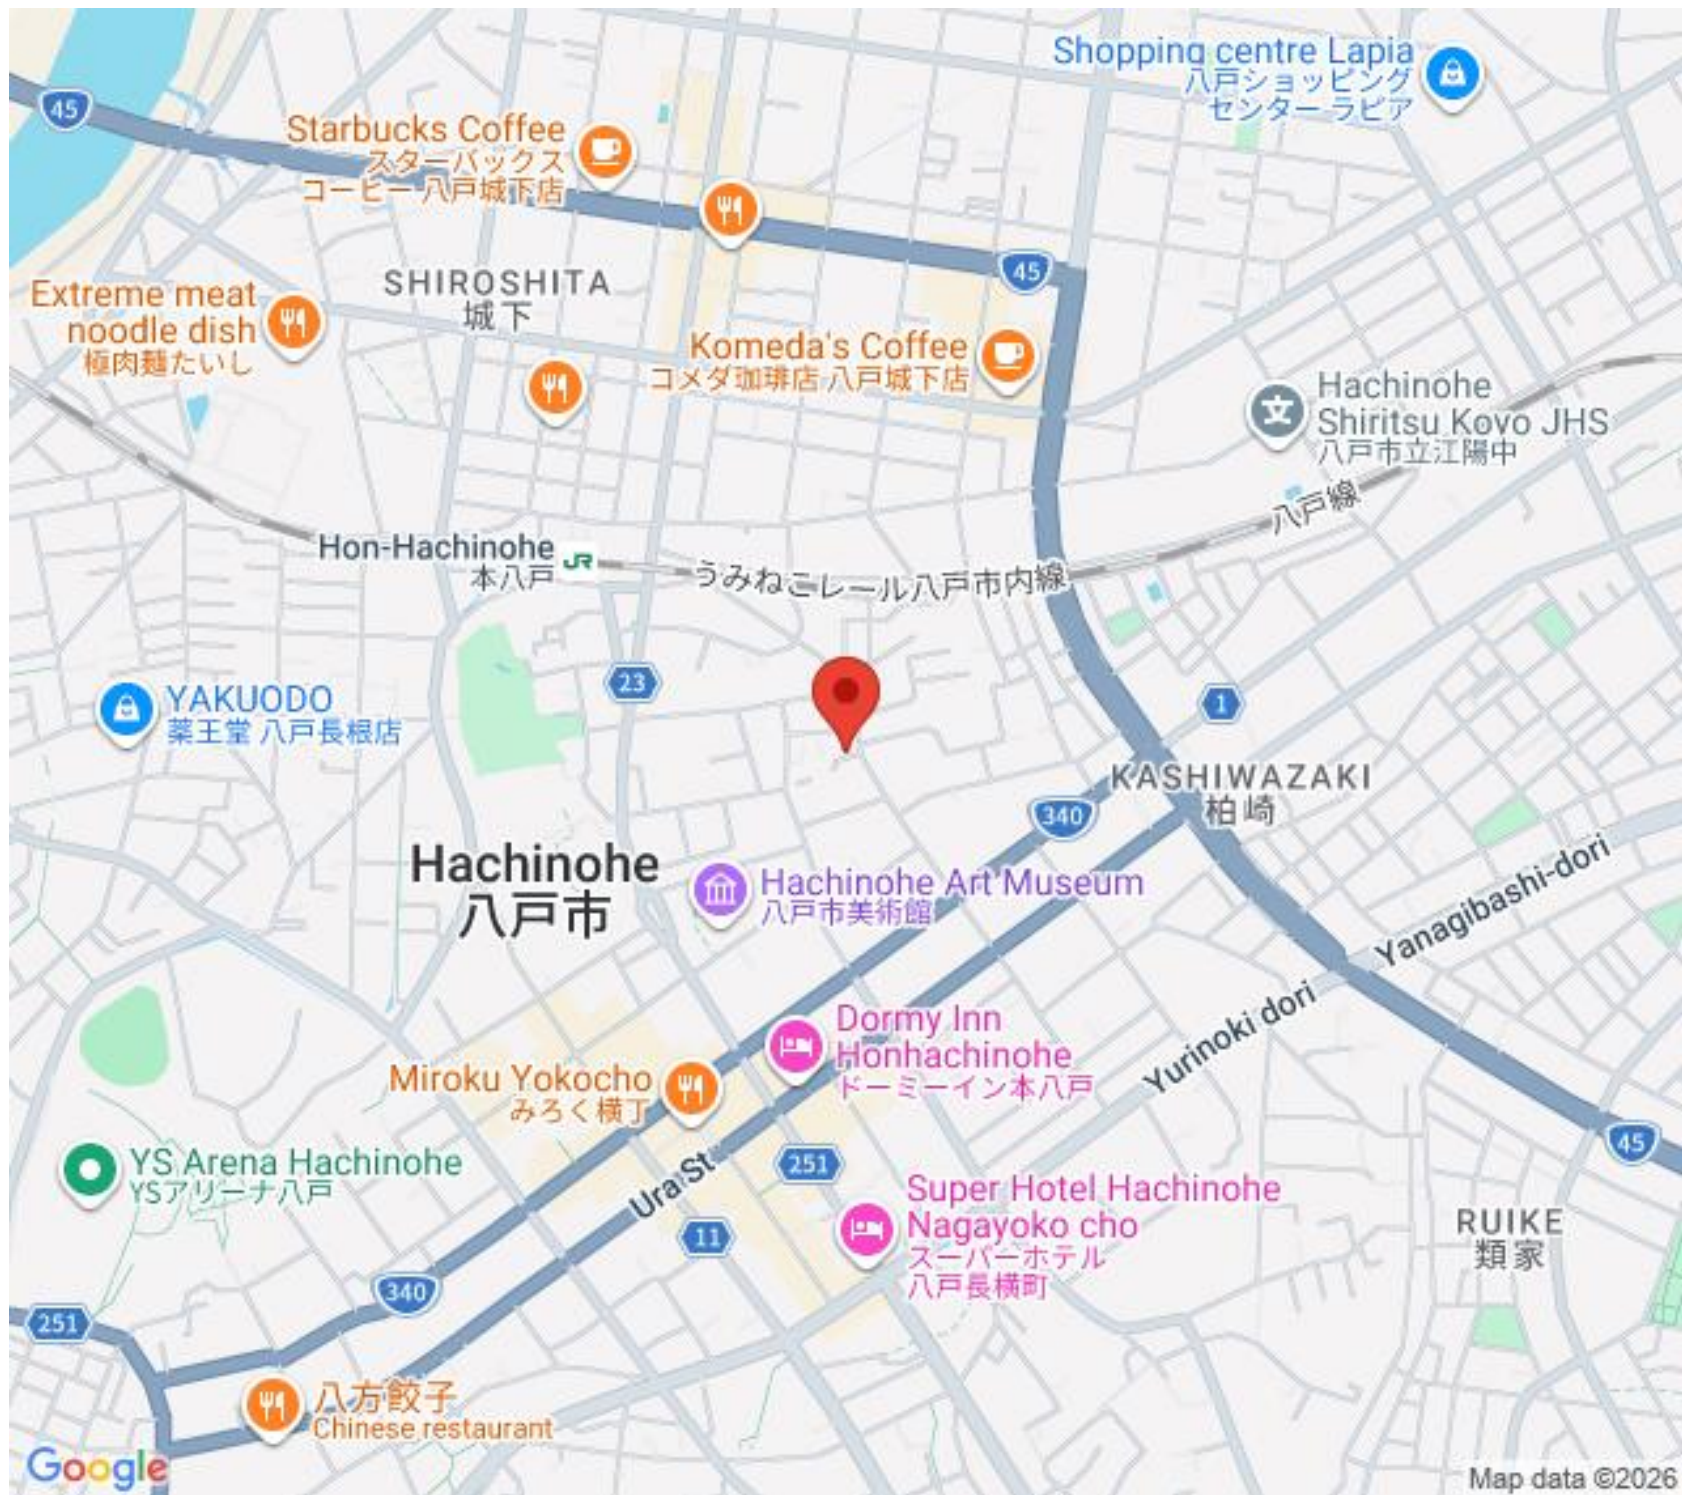 Shopping centre Lapia
八戸ショッピング
センター ラピア
45
Starbucks Coffee
スターバックス
コーヒー 八戸城下店
45
SHIROSHITA
城下
Extreme meat
noodle dish
極肉麺たいし
Komeda's Coffee
コメダ珈琲店 八戸城下店
Hachinohe
Shiritsu Koyo JHS
八戸市立江陽中
八戸線
Hon-Hachinohe
本八戸
JR
うみねこレール八戸市内線
23
YAKUODO
薬王堂 八戸長根店
1
KASHIWAZAKI
柏崎
340
Hachinohe
八戸市
Hachinohe Art Museum
八戸市美術館
Yanagibashi-dori
Yurinoki dori
Dormy Inn
Honhachinohe
ドーミーイン本八戸
Miroku Yokocho
みろく横丁
45
YS Arena Hachinohe
YSアリーナ八戸
Ura St
251
11
Super Hotel Hachinohe
Nagayoko cho
スーパーホテル
八戸長横町
RUIKE
類家
340
251
八方餃子
Chinese restaurant
Google
Map data ©2026
文